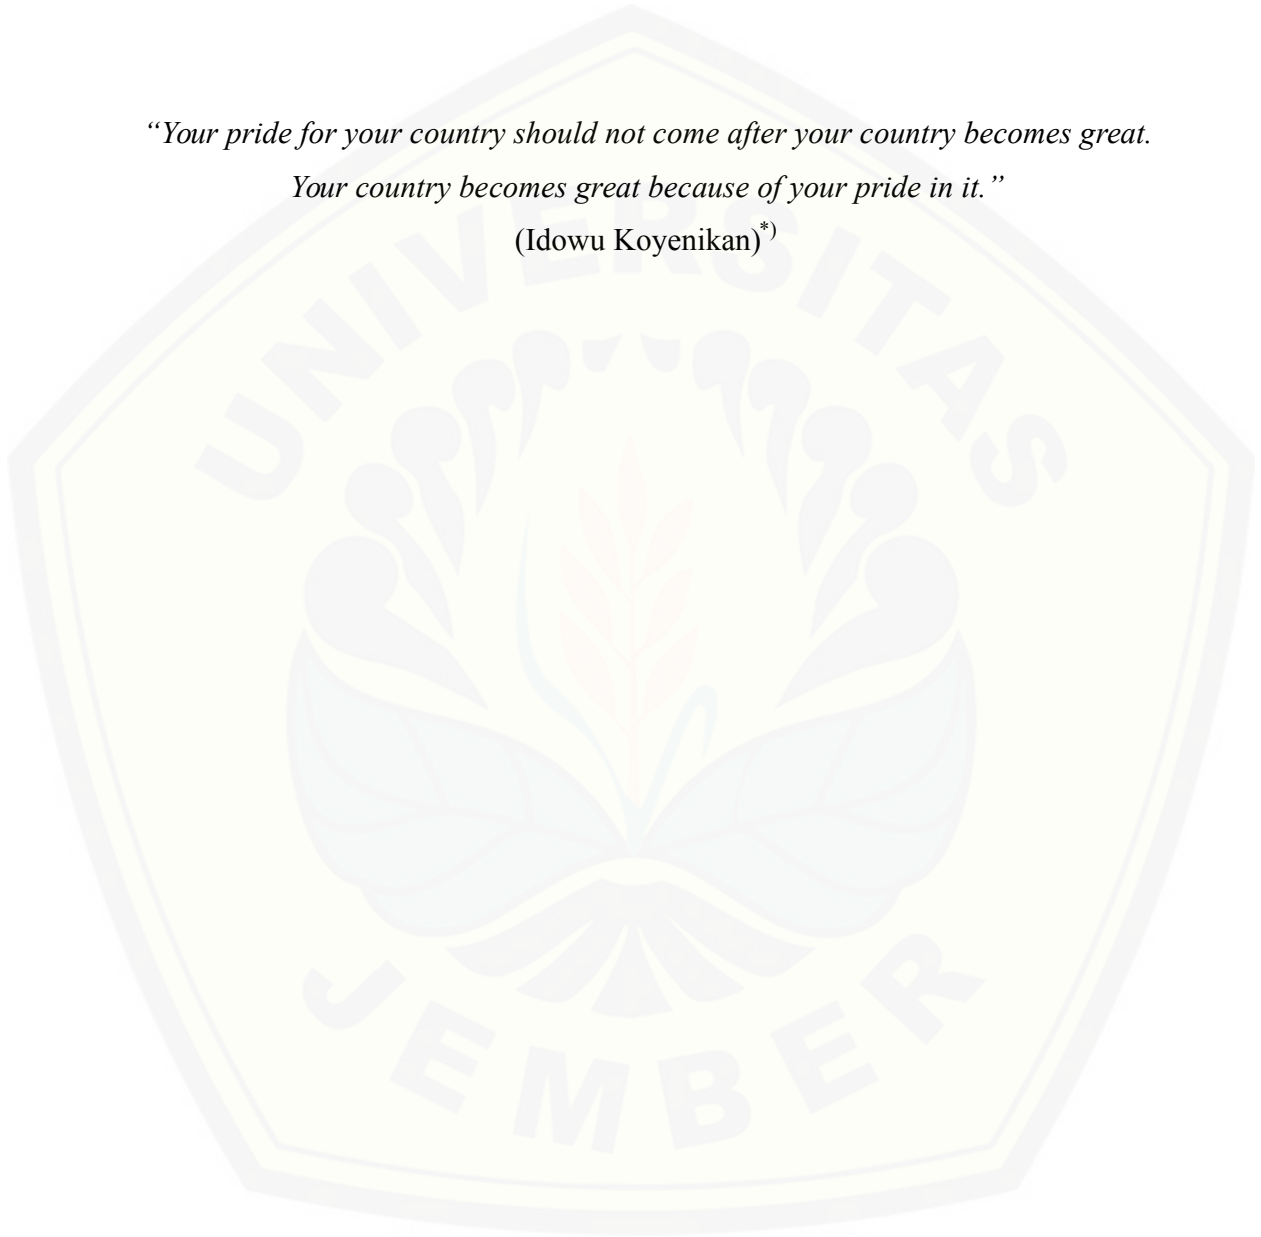 “Your pride for your country should not come after your country becomes great.
Your country becomes great because of your pride in it.”
(Idowu Koyenikan)*)
UNIVERSITAS
JEMBER